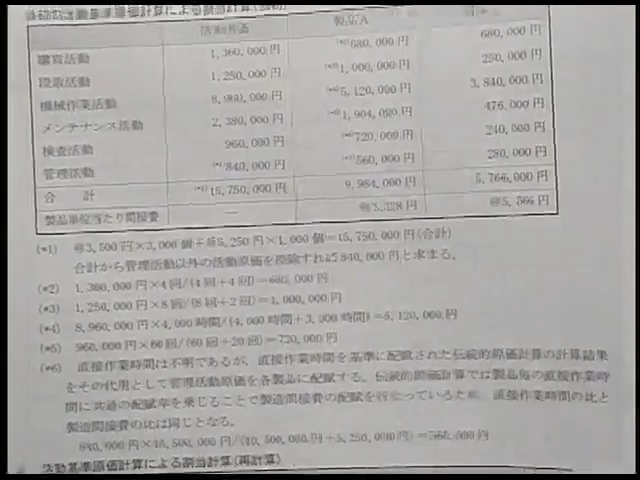 活動基準原価計算による割当計算
活動原価 製品A
購買活動 1,360,000円 680,000円 680,000円
段取活動 1,250,000円 1,000,000円 250,000円
機械作業活動 8,960,000円 5,120,000円 3,840,000円
メンテナンス活動 2,380,000円 1,904,000円 476,000円
検査活動 960,000円 720,000円 240,000円
管理活動 840,000円 560,000円 280,000円
合 計 15,750,000円 9,984,000円 5,766,000円
製品単位当たり間接費 — @3,328円 @5,766円
(*1) @3,500円×3,000個+@5,250円×1,000個=15,750,000円(合計)
合計から管理活動以外の活動原価を控除すれば840,000円と求まる。
(*2) 1,360,000円×4回/(4回+4回)=680,000円
(*3) 1,250,000円×8回/(8回+2回)=1,000,000円
(*4) 8,960,000円×4,000時間/(4,000時間+3,000時間)=5,120,000円
(*5) 960,000円×60回/(60回+20回)=720,000円
(*6) 直接作業時間は不明であるが、直接作業時間を基準に配賦された伝統的原価計算の計算結果
をその代用として管理活動原価を各製品に配賦する。伝統的原価計算では製品毎の直接作業時
間に共通の配賦率を乗じることで製造間接費の配賦を行なっているため、直接作業時間の比と
製造間接費の比は同じとなる。
840,000円×10,500,000円/(10,500,000円+5,250,000円)=560,000円
活動基準原価計算による割当計算(再計算)